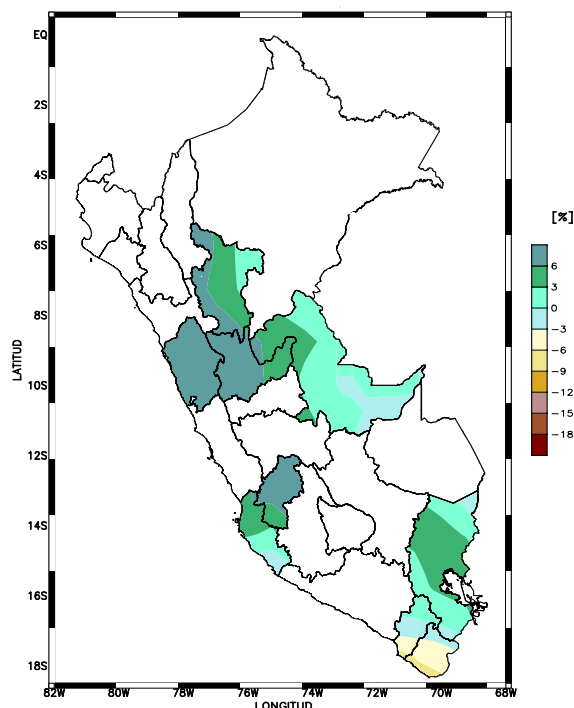 EQ
2S
4S
6S
8S
10S
12S
14S
16S
18S
LATITUD
82W 80W 78W 76W 74W 72W 70W 68W
LONGITUD
[%]
6
3
0
−3
−6
−9
−12
−15
−18